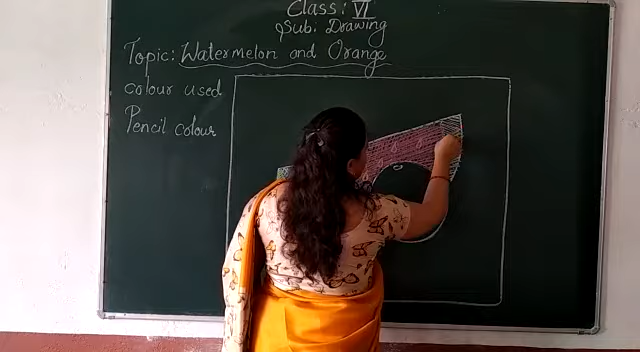 Class: VI
Sub: Drawing
Topic: Watermelon and Orange
colour used
Pencil colour